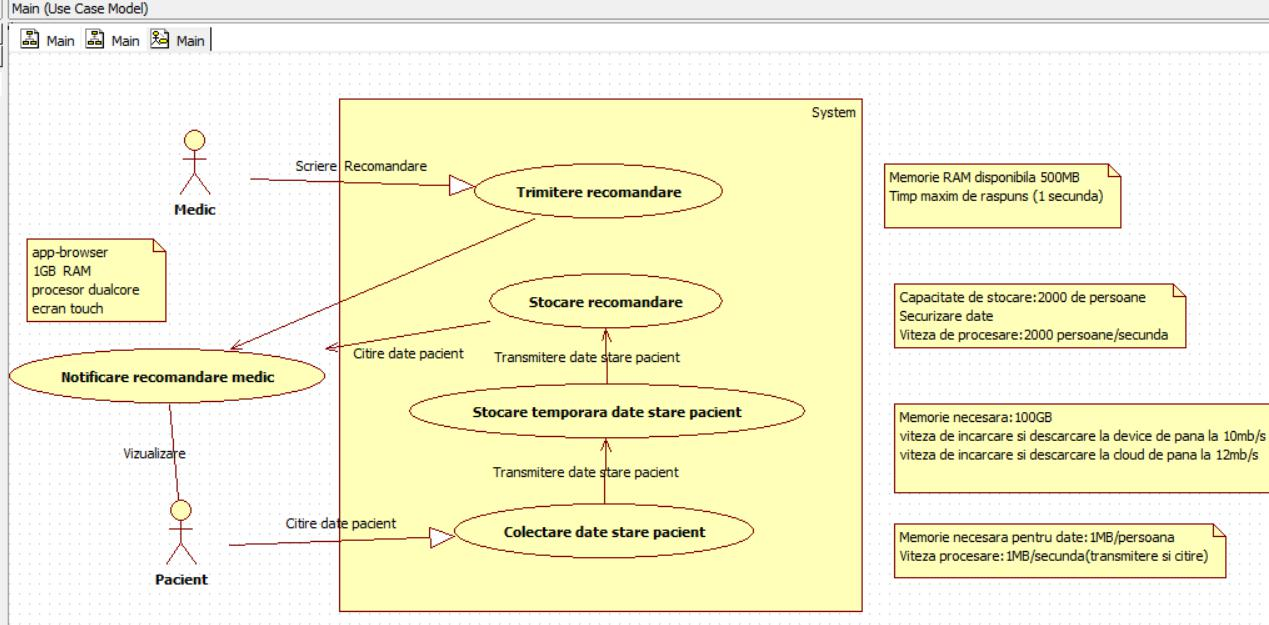 Main (Use Case Model)
Main Main Main
System
Medic
Scriere Recomandare
Trimitere recomandare
Memorie RAM disponibila 500MB
Timp maxim de raspuns (1 secunda)
app-browser
1GB RAM
procesor dualcore
ecran touch
Stocare recomandare
Capacitate de stocare:2000 de persoane
Securizare date
Viteza de procesare:2000 persoane/secunda
Citire date pacient
Transmitere date stare pacient
Notificare recomandare medic
Stocare temporara date stare pacient
Memorie necesara:100GB
viteza de incarcare si descarcare la device de pana la 10mb/s
viteza de incarcare si descarcare la cloud de pana la 12mb/s
Vizualizare
Transmitere date stare pacient
Citire date pacient
Colectare date stare pacient
Pacient
Memorie necesara pentru date:1MB/persoana
Viteza procesare:1MB/secunda(transmitere si citire)